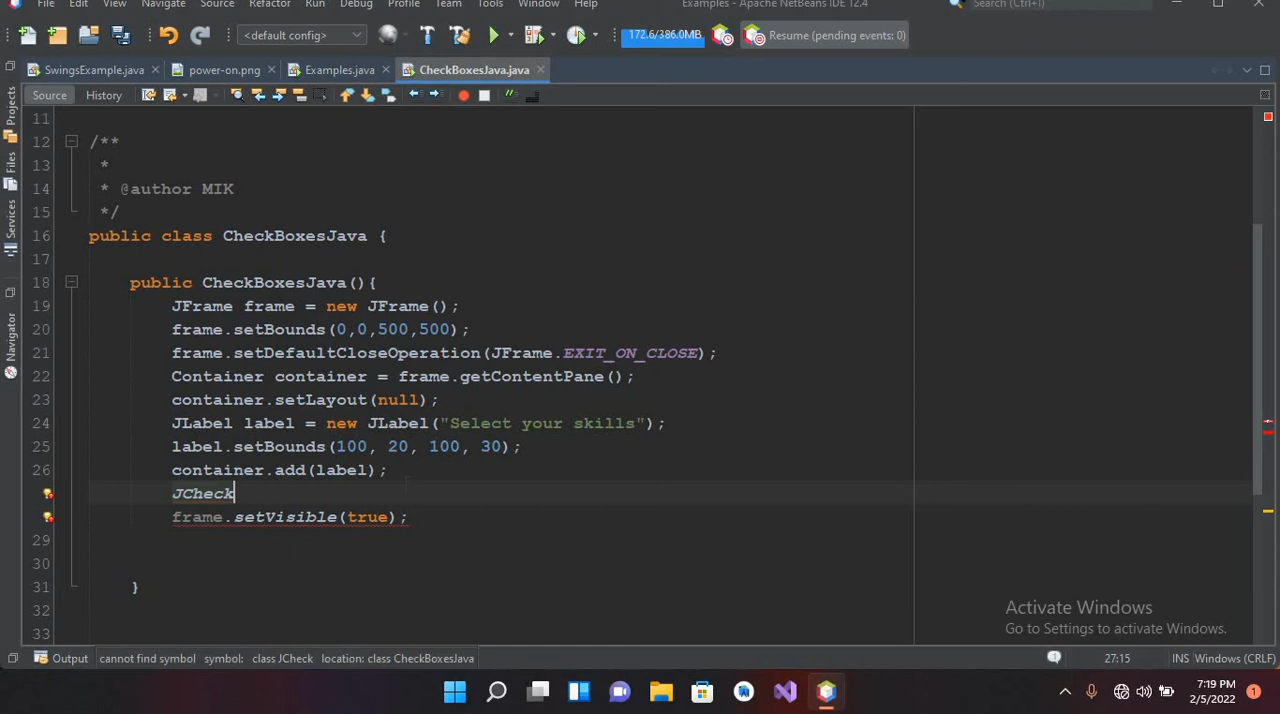 File Edit View Navigate Source Refactor Run Debug Profile Team Tools Window Help Examples - Apache NetBeans IDE 12.4 Search (Ctrl+I)
<default config> 172.6/386.0MB Resume (pending events: 0)
SwingsExample.java power-on.png Examples.java CheckBoxesJava.java
Source History
Projects
Files
Services
Navigator
11
12 /**
13 *
14 * @author MIK
15 */
16 public class CheckBoxesJava {
17
18 public CheckBoxesJava(){
19 JFrame frame = new JFrame();
20 frame.setBounds(0,0,500,500);
21 frame.setDefaultCloseOperation(JFrame.EXIT_ON_CLOSE);
22 Container container = frame.getContentPane();
23 container.setLayout(null);
24 JLabel label = new JLabel("Select your skills");
25 label.setBounds(100, 20, 100, 30);
26 container.add(label);
JCheck
frame.setVisible(true);
29
30
31 }
32
33
Activate Windows
Go to Settings to activate Windows.
Output cannot find symbol symbol: class JCheck location: class CheckBoxesJava 27:15 INS Windows (CRLF)
7:19 PM
2/5/2022
1